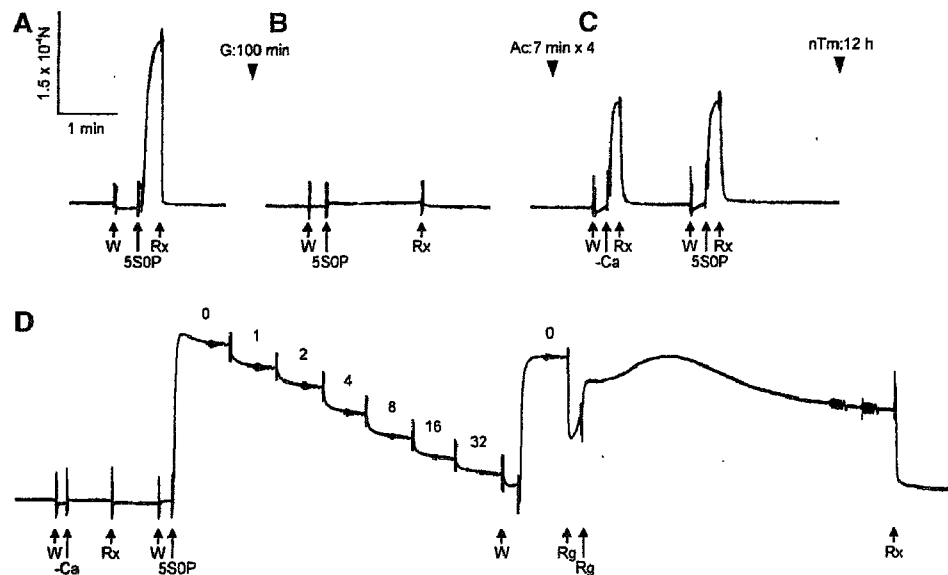 A
B
C
1.5 x 10⁻⁴N
1 min
G:100 min
Ac:7 min x 4
nTm:12 h
W
5S0P
Rx
W
5S0P
Rx
W
-Ca
Rx
W
5S0P
Rx
D
0
1
2
4
8
16
32
0
W
-Ca
Rx
W
5S0P
W
Rg
Rg
Rx